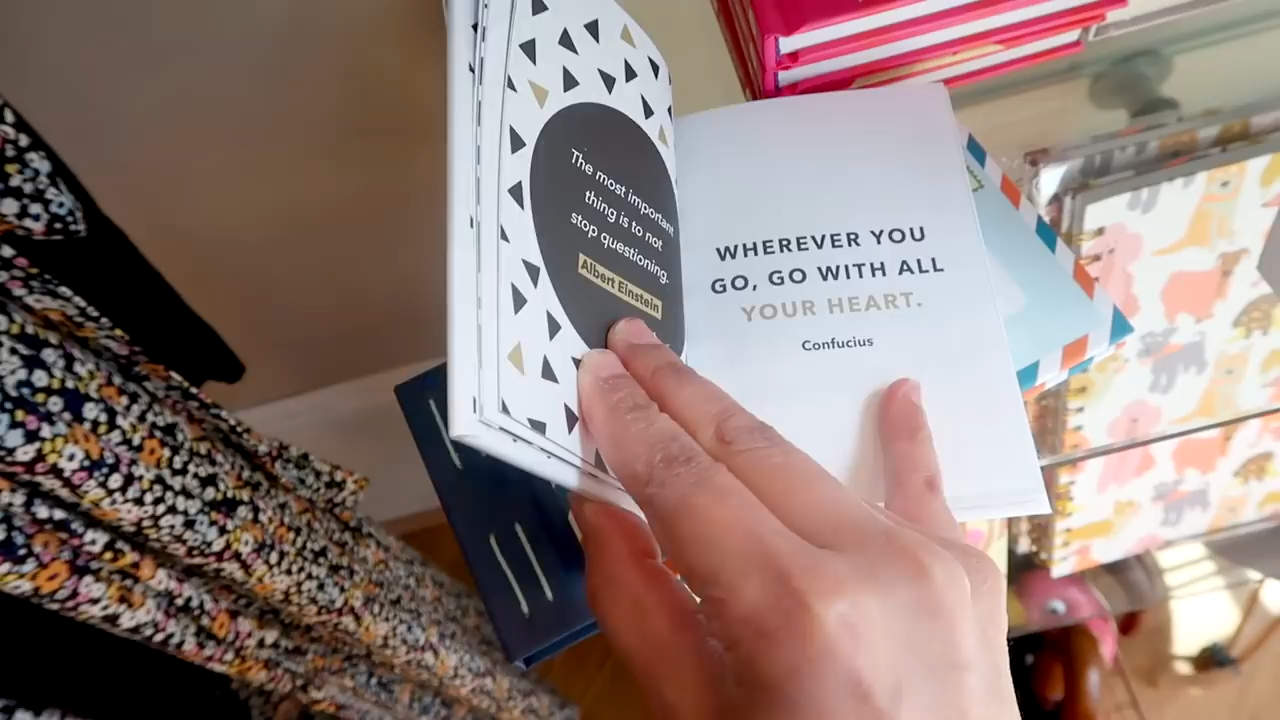 The most important
thing is to not
stop questioning.
Albert Einstein
WHEREVER YOU
GO, GO WITH ALL
YOUR HEART.
Confucius